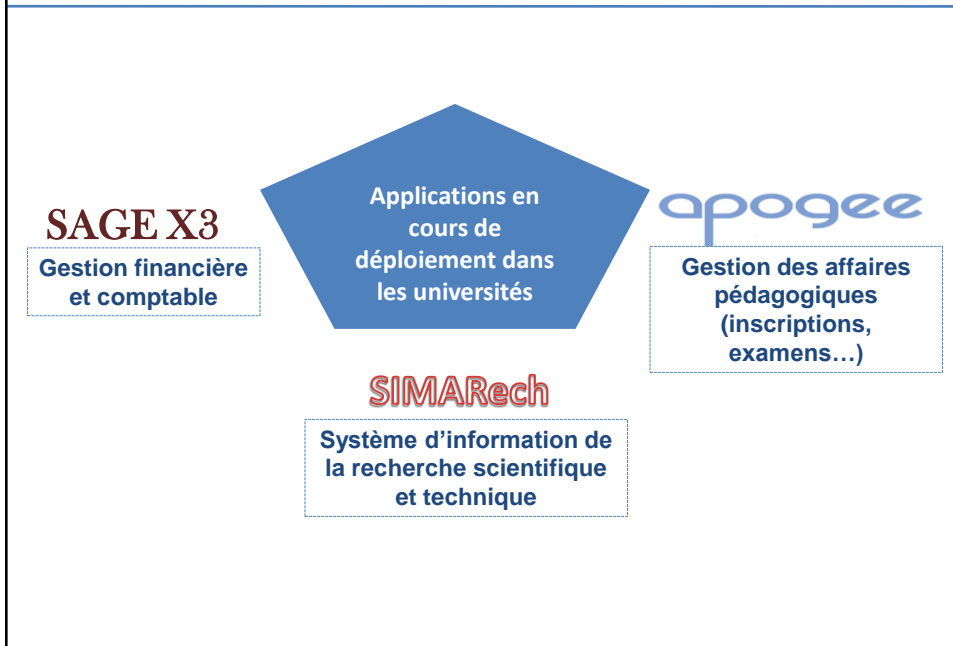 Applications en
cours de
déploiement dans
les universités
SAGE X3
Gestion financière
et comptable
apogee
Gestion des affaires
pédagogiques
(inscriptions,
examens…)
SIMARech
Système d’information de
la recherche scientifique
et technique